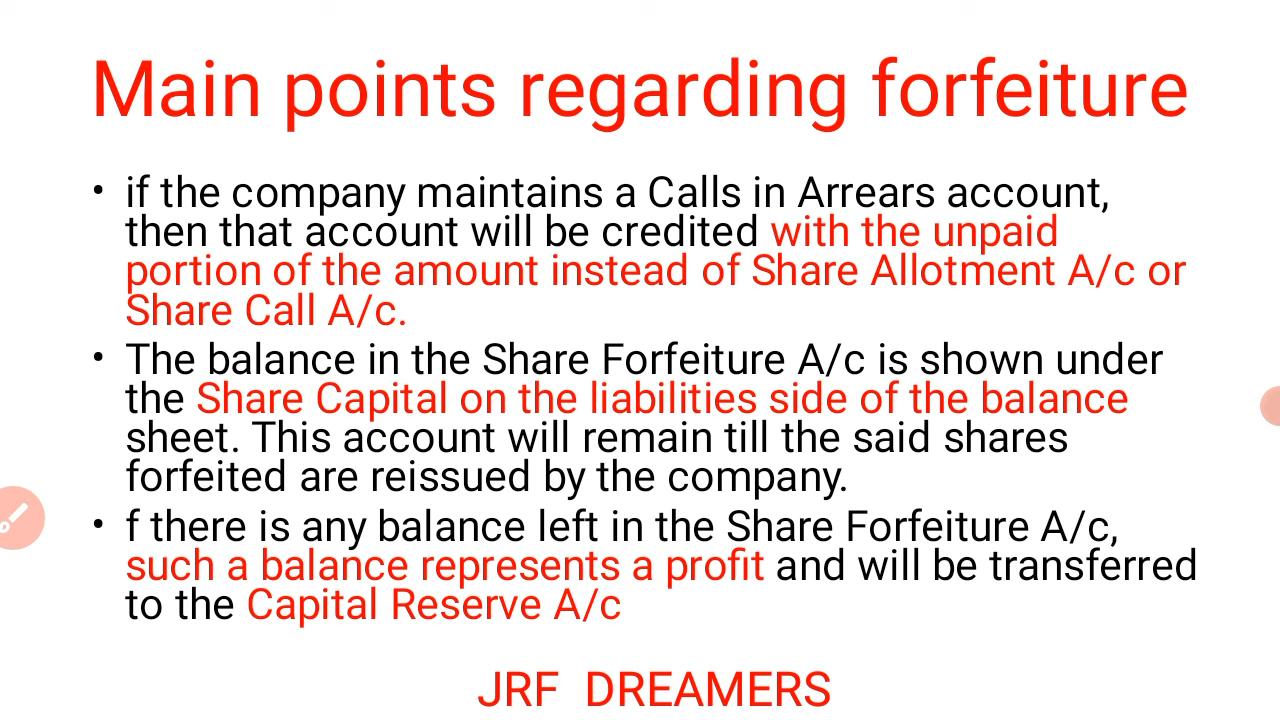 Main points regarding forfeiture
• if the company maintains a Calls in Arrears account,
then that account will be credited with the unpaid
portion of the amount instead of Share Allotment A/c or
Share Call A/c.
• The balance in the Share Forfeiture A/c is shown under
the Share Capital on the liabilities side of the balance
sheet. This account will remain till the said shares
forfeited are reissued by the company.
• f there is any balance left in the Share Forfeiture A/c,
such a balance represents a profit and will be transferred
to the Capital Reserve A/c
JRF DREAMERS